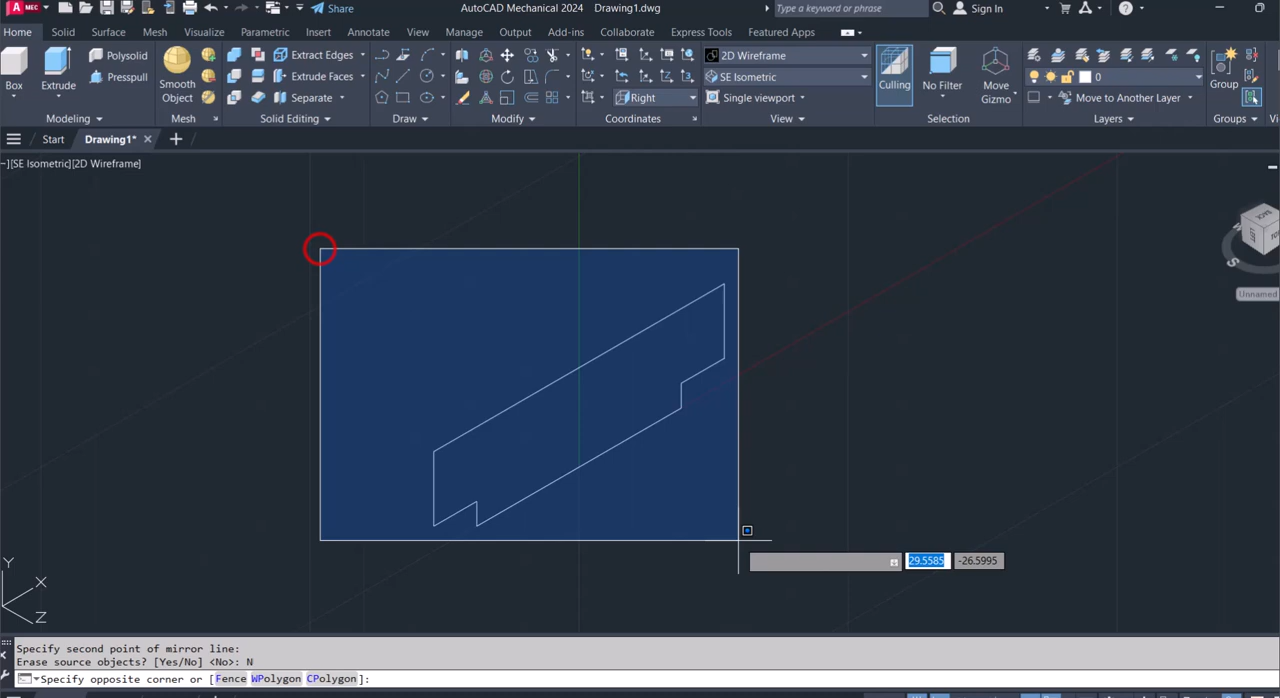 MEC
Share
AutoCAD Mechanical 2024 Drawing1.dwg
Type a keyword or phrase
Sign In
Home Solid Surface Mesh Visualize Parametric Insert Annotate View Manage Output Add-ins Collaborate Express Tools Featured Apps
Polysolid
Presspull
Box
Extrude
Smooth
Object
Extract Edges
Extrude Faces
Separate
2D Wireframe
SE Isometric
Right
Single viewport
Culling
No Filter
Move
Gizmo
0
Move to Another Layer
Group
Modeling Mesh Solid Editing Draw Modify Coordinates View Selection Layers Groups
Start Drawing1*
–][SE Isometric][2D Wireframe]
BACK
LEFT
S
Unnamed
29.5585 -26.5995
Y
X
Z
Specify second point of mirror line:
Erase source objects? [Yes/No] <No>: N
Specify opposite corner or [Fence WPolygon CPolygon]: